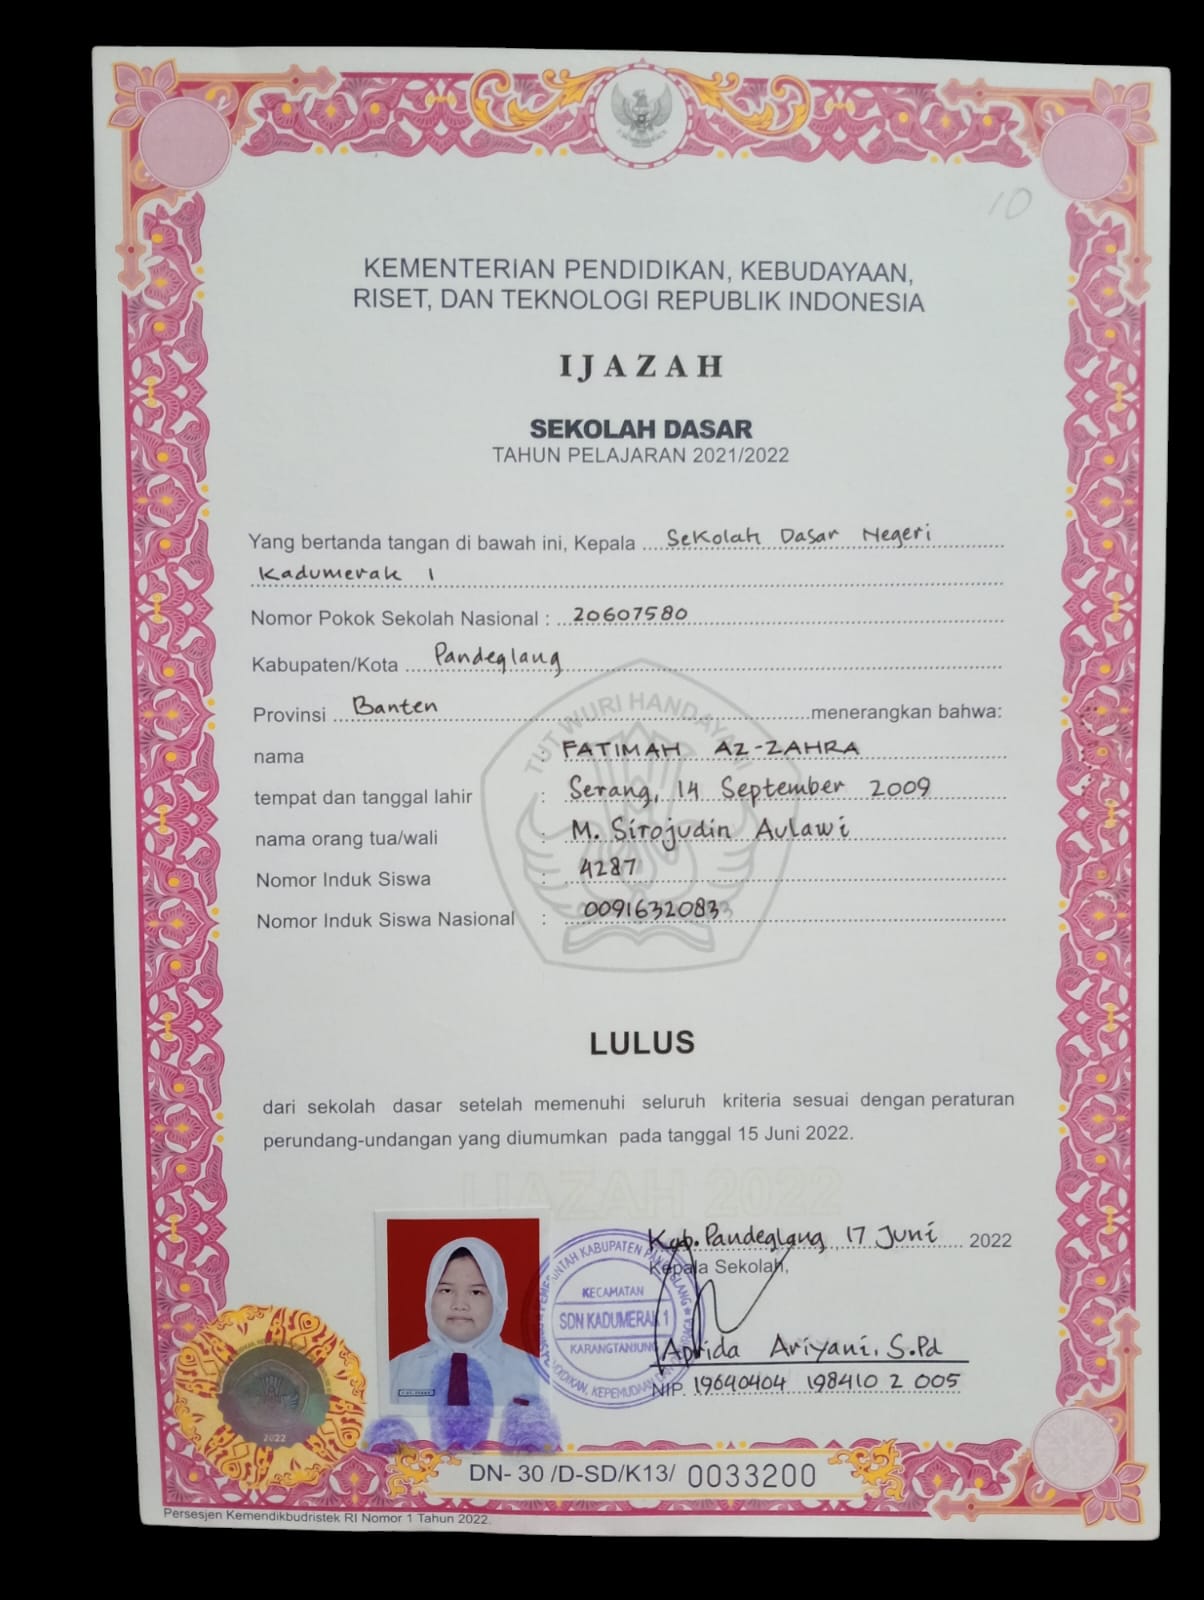 10
KEMENTERIAN PENDIDIKAN, KEBUDAYAAN,
RISET, DAN TEKNOLOGI REPUBLIK INDONESIA
IJAZAH
SEKOLAH DASAR
TAHUN PELAJARAN 2021/2022
Yang bertanda tangan di bawah ini, Kepala Sekolah Dasar Negeri
Kadumerak 1
Nomor Pokok Sekolah Nasional : 20607580
Kabupaten/Kota Pandeglang
Provinsi Banten menerangkan bahwa:
TUT WURI HANDAYANI
nama : FATIMAH AZ-ZAHRA
tempat dan tanggal lahir : Serang, 14 September 2009
nama orang tua/wali : M. Sirojudin Aulawi
Nomor Induk Siswa : 4287
Nomor Induk Siswa Nasional : 0091632083
LULUS
dari sekolah dasar setelah memenuhi seluruh kriteria sesuai dengan peraturan
perundang-undangan yang diumumkan pada tanggal 15 Juni 2022.
IJAZAH 2022
Kab. Pandeglang, 17 Juni 2022
Kepala Sekolah,
KABUPATEN PANDEGLANG
KECAMATAN
SDN KADUMERAK 1
KARANGTANJUNG
Aprida Ariyani, S.Pd
NIP. 19640404 198410 2 005
2022
DN- 30 /D-SD/K13/ 0033200
Persesjen Kemendikbudristek RI Nomor 1 Tahun 2022.